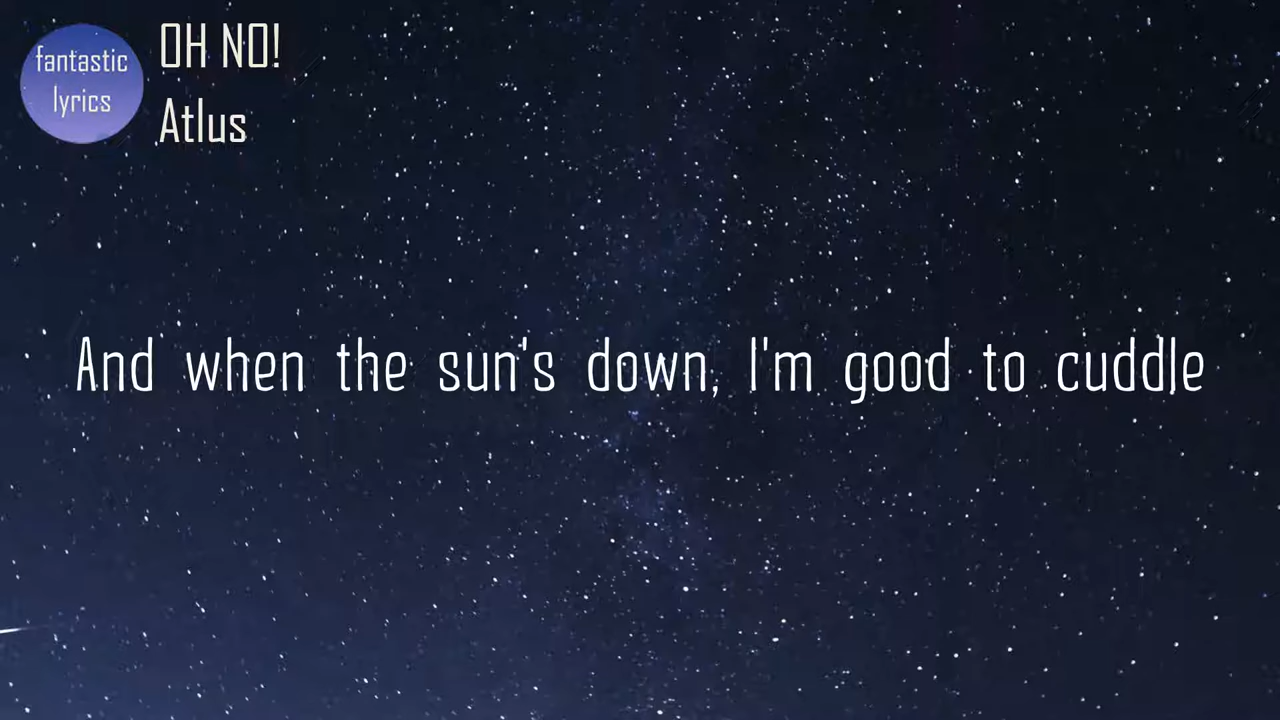 fantastic
lyrics
OH NO!
Atlus
And when the sun's down, I'm good to cuddle